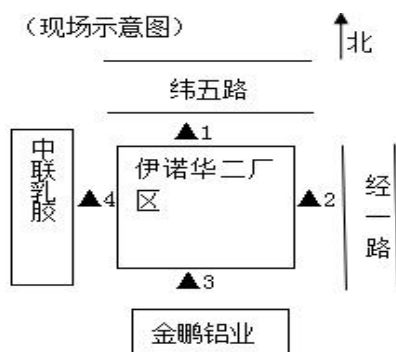 （现场示意图）
北
纬五路
▲1
中联乳胶
▲4
伊诺华二厂
区
▲2
经一路
▲3
金鹏铝业